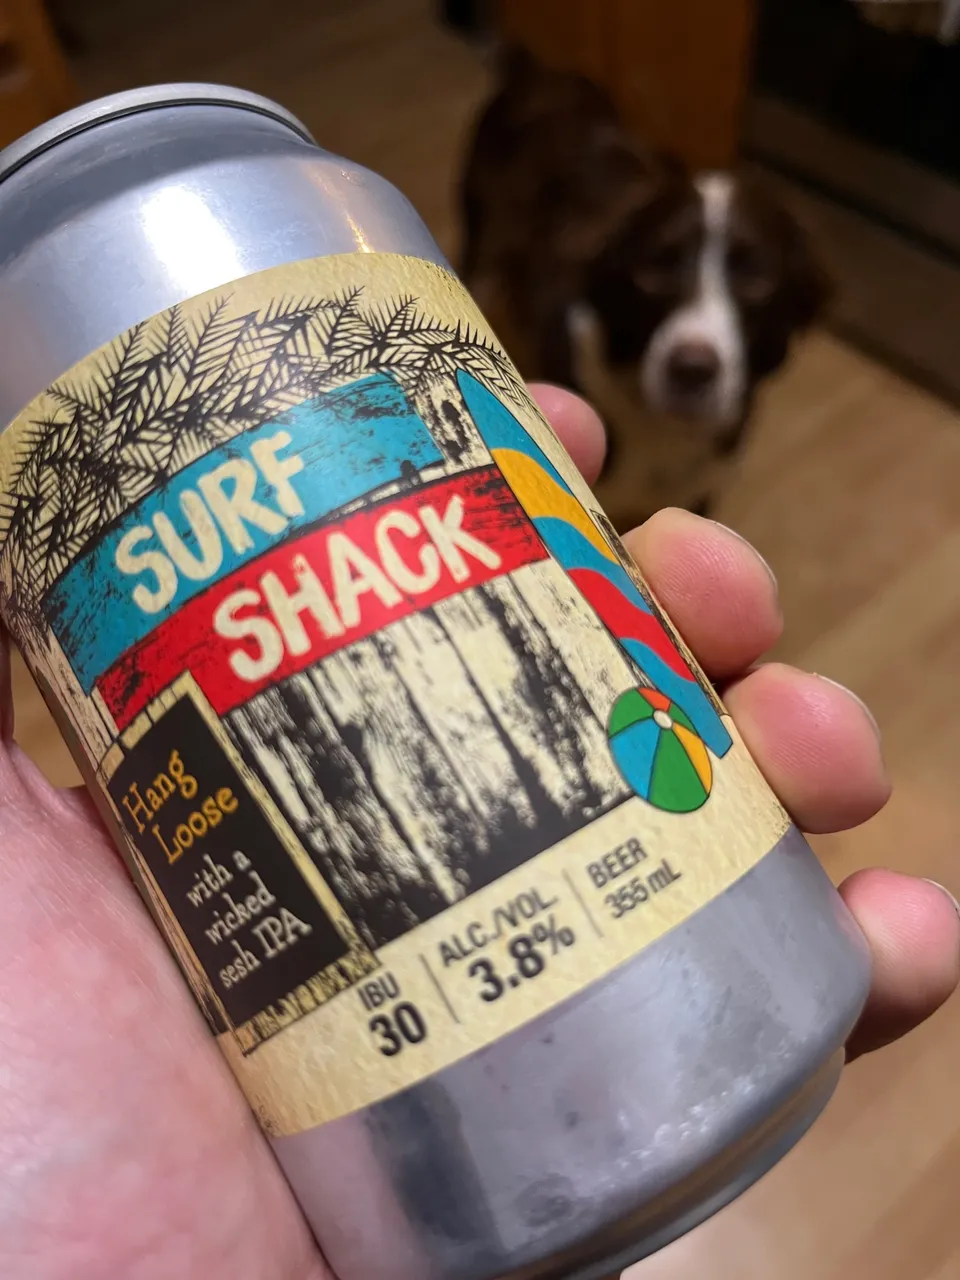 SURF
SHACK
Hang
Loose
with a
wicked
sesh IPA
IBU
30
ALC./VOL.
3.8%
BEER
355 mL